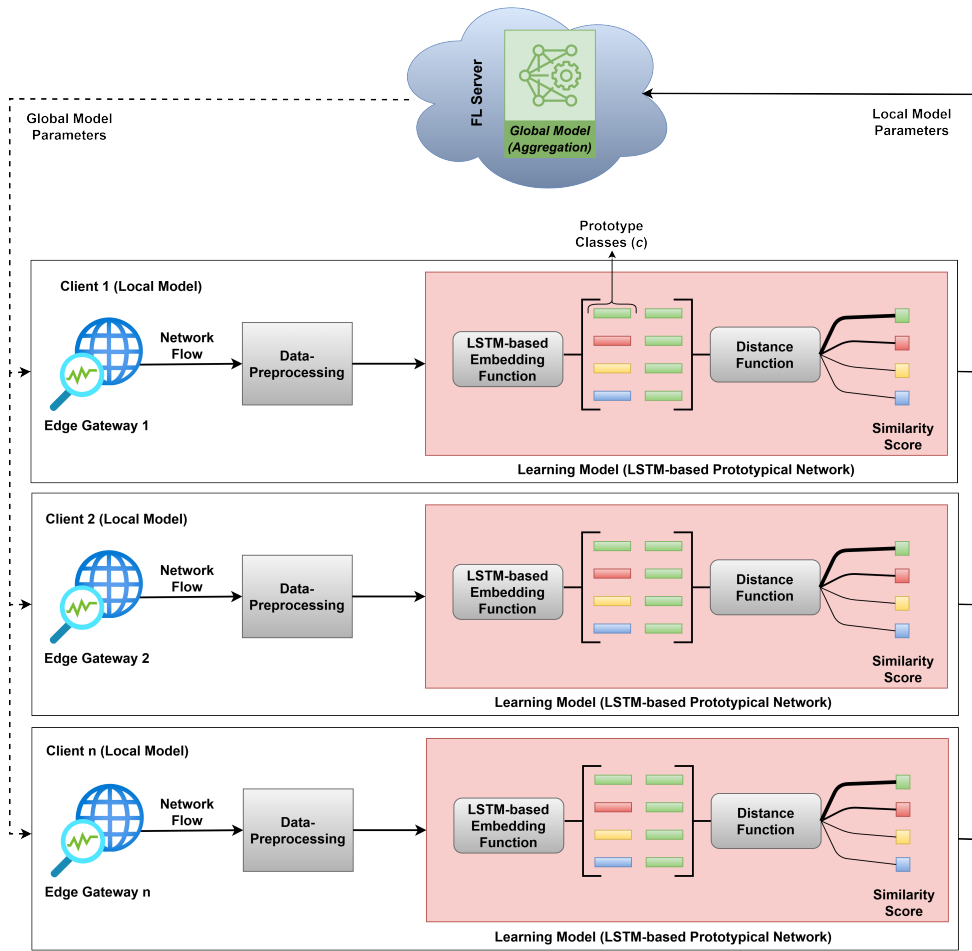 FL Server
Global Model
(Aggregation)
Global Model
Parameters
Local Model
Parameters
Prototype
Classes (c)
Client 1 (Local Model)
Network
Flow
Edge Gateway 1
Data-
Preprocessing
LSTM-based
Embedding
Function
Distance
Function
Similarity
Score
Learning Model (LSTM-based Prototypical Network)
Client 2 (Local Model)
Network
Flow
Edge Gateway 2
Data-
Preprocessing
LSTM-based
Embedding
Function
Distance
Function
Similarity
Score
Learning Model (LSTM-based Prototypical Network)
Client n (Local Model)
Network
Flow
Edge Gateway n
Data-
Preprocessing
LSTM-based
Embedding
Function
Distance
Function
Similarity
Score
Learning Model (LSTM-based Prototypical Network)